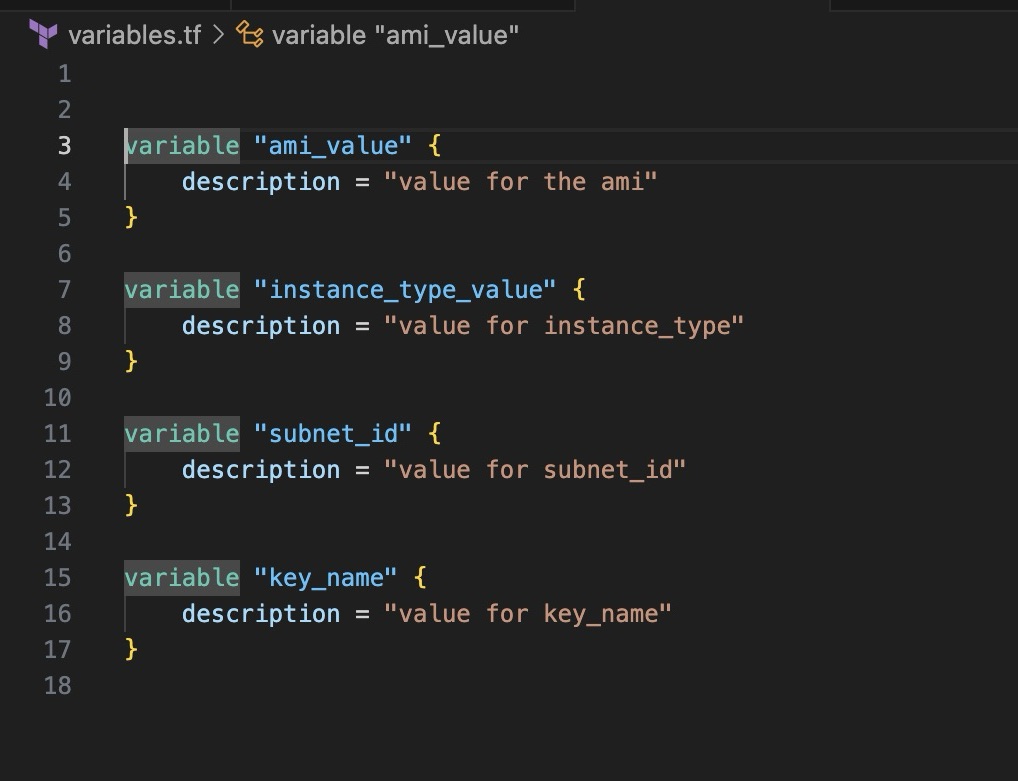 variables.tf > variable "ami_value"
1
2
3 variable "ami_value" {
4     description = "value for the ami"
5 }
6
7 variable "instance_type_value" {
8     description = "value for instance_type"
9 }
10
11 variable "subnet_id" {
12     description = "value for subnet_id"
13 }
14
15 variable "key_name" {
16     description = "value for key_name"
17 }
18